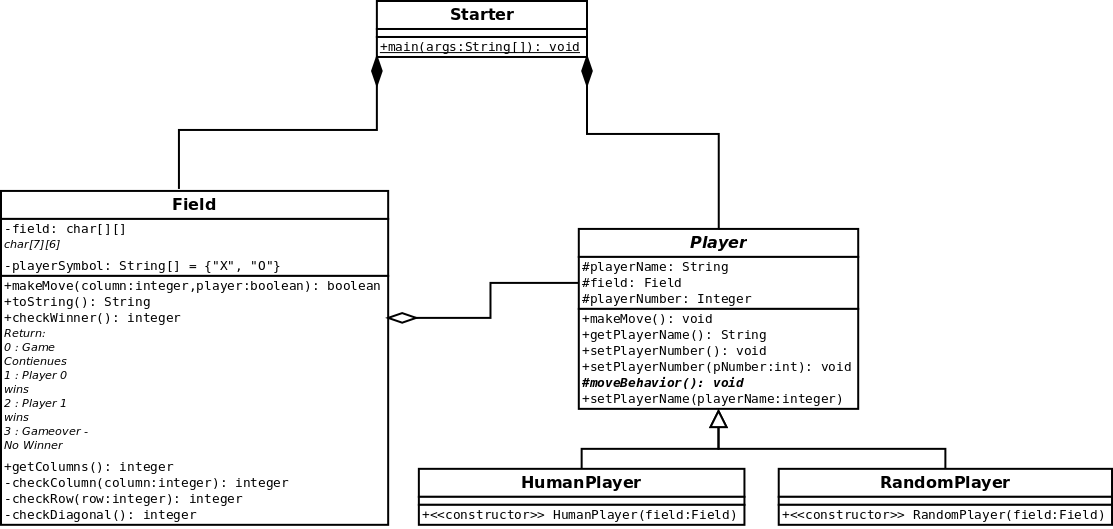 Starter
+main(args:String[]): void
Field
-field: char[][]
char[7][6]
-playerSymbol: String[] = {"X", "O"}
+makeMove(column:integer,player:boolean): boolean
+toString(): String
+checkWinner(): integer
Return:
0 : Game
Contienues
1 : Player 0
wins
2 : Player 1
wins
3 : Gameover -
No Winner
+getColumns(): integer
-checkColumn(column:integer): integer
-checkRow(row:integer): integer
-checkDiagonal(): integer
Player
#playerName: String
#field: Field
#playerNumber: Integer
+makeMove(): void
+getPlayerName(): String
+setPlayerNumber(): void
+setPlayerNumber(pNumber:int): void
#moveBehavior(): void
+setPlayerName(playerName:integer)
HumanPlayer
+<<constructor>> HumanPlayer(field:Field)
RandomPlayer
+<<constructor>> RandomPlayer(field:Field)